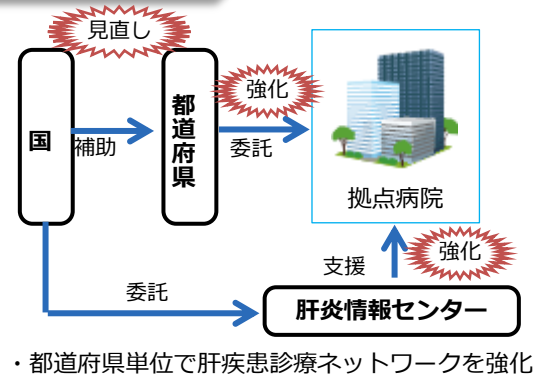 見直し
強化
国
補助
都道府県
委託
拠点病院
支援
強化
委託
肝炎情報センター
・都道府県単位で肝疾患診療ネットワークを強化